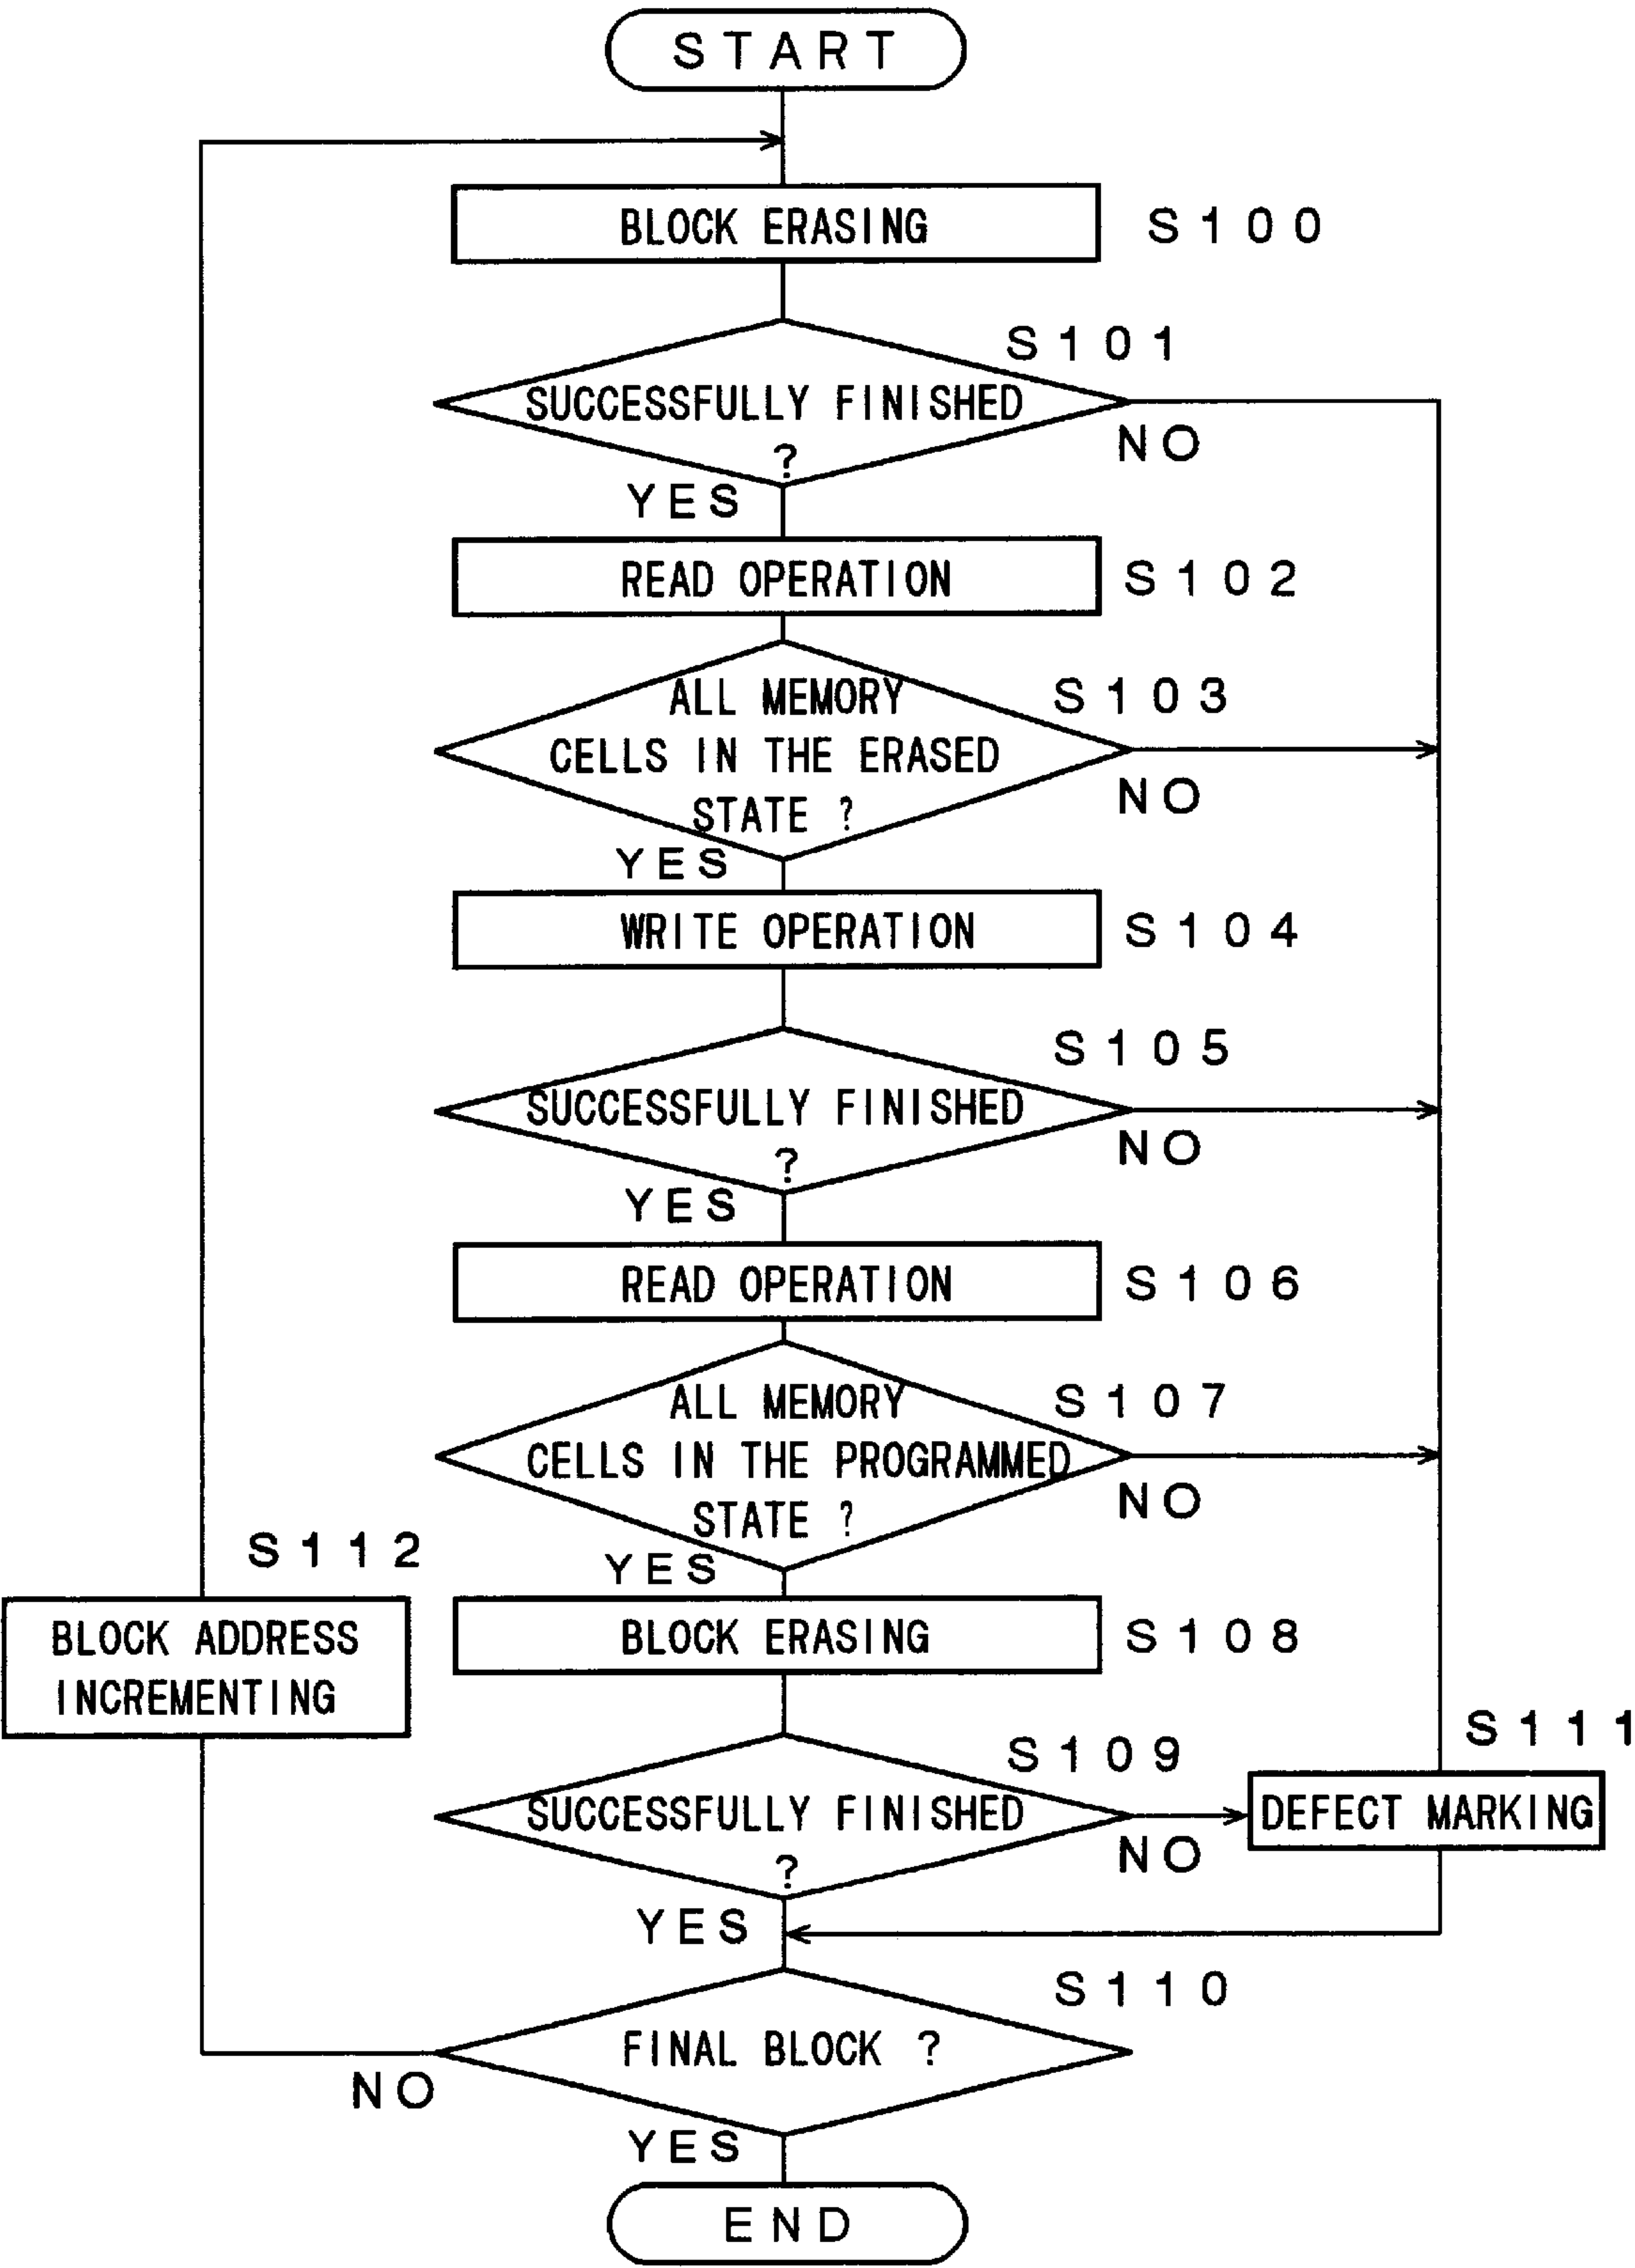 START
BLOCK ERASING
S100
S101
SUCCESSFULLY FINISHED
?
NO
YES
READ OPERATION
S102
ALL MEMORY
CELLS IN THE ERASED
STATE ?
S103
NO
YES
WRITE OPERATION
S104
S105
SUCCESSFULLY FINISHED
?
NO
YES
READ OPERATION
S106
ALL MEMORY
CELLS IN THE PROGRAMMED
STATE ?
S107
NO
YES
S112
BLOCK ADDRESS
INCREMENTING
BLOCK ERASING
S108
S109
SUCCESSFULLY FINISHED
?
NO
S111
DEFECT MARKING
YES
S110
FINAL BLOCK ?
NO
YES
END